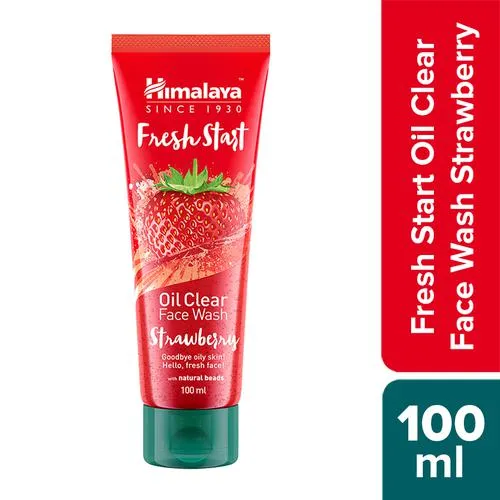 Himalaya
SINCE 1930
Fresh Start
Oil Clear
Face Wash
Strawberry
Goodbye oily skin!
Hello, fresh face!
with natural beads
100 ml
Fresh Start Oil Clear
Face Wash Strawberry
100
ml